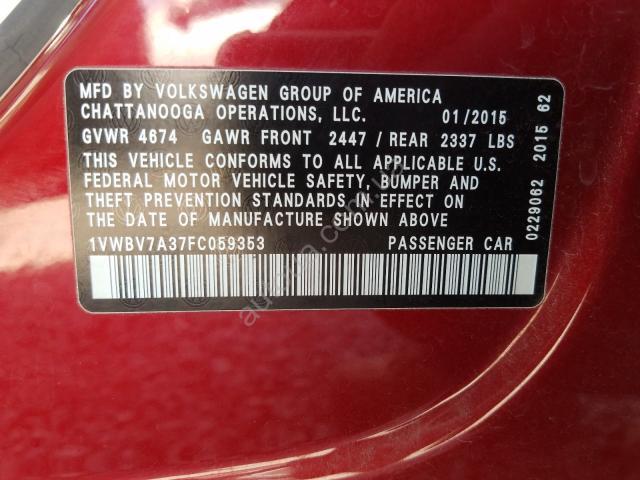 MFD BY VOLKSWAGEN GROUP OF AMERICA
CHATTANOOGA OPERATIONS, LLC. 01/2015
GVWR 4674 GAWR FRONT 2447 / REAR 2337 LBS
THIS VEHICLE CONFORMS TO ALL APPLICABLE U.S.
FEDERAL MOTOR VEHICLE SAFETY, BUMPER AND
THEFT PREVENTION STANDARDS IN EFFECT ON
THE DATE OF MANUFACTURE SHOWN ABOVE
1VWBV7A37FC059353 PASSENGER CAR
0229062 2015 62